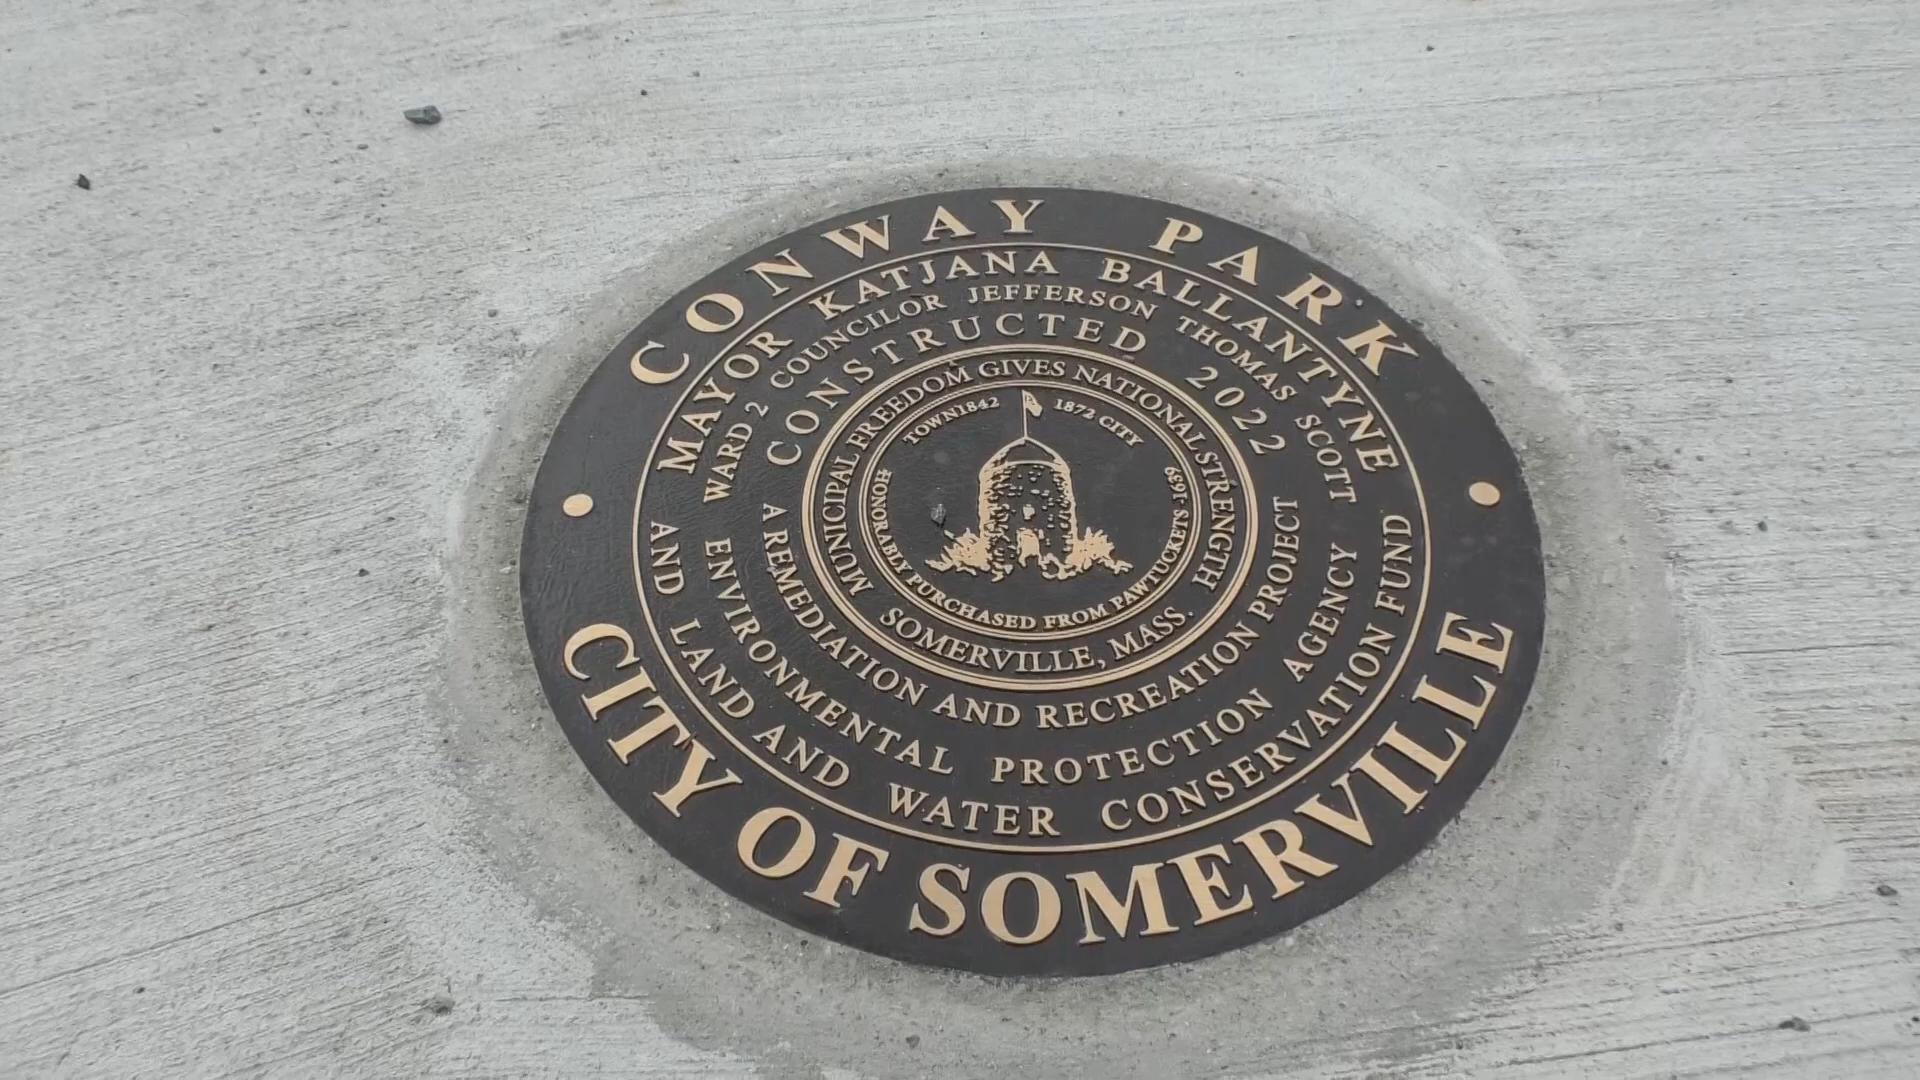 CONWAY PARK
MAYOR KATJANA BALLANTYNE
WARD 2 COUNCILOR JEFFERSON THOMAS SCOTT
CONSTRUCTED 2022
MUNICIPAL FREEDOM GIVES NATIONAL STRENGTH
TOWN 1842 1872 CITY
HONORABLY PURCHASED FROM PAWTUCKETS - 1639
SOMERVILLE, MASS.
A REMEDIATION AND RECREATION PROJECT
ENVIRONMENTAL PROTECTION AGENCY
AND LAND AND WATER CONSERVATION FUND
CITY OF SOMERVILLE